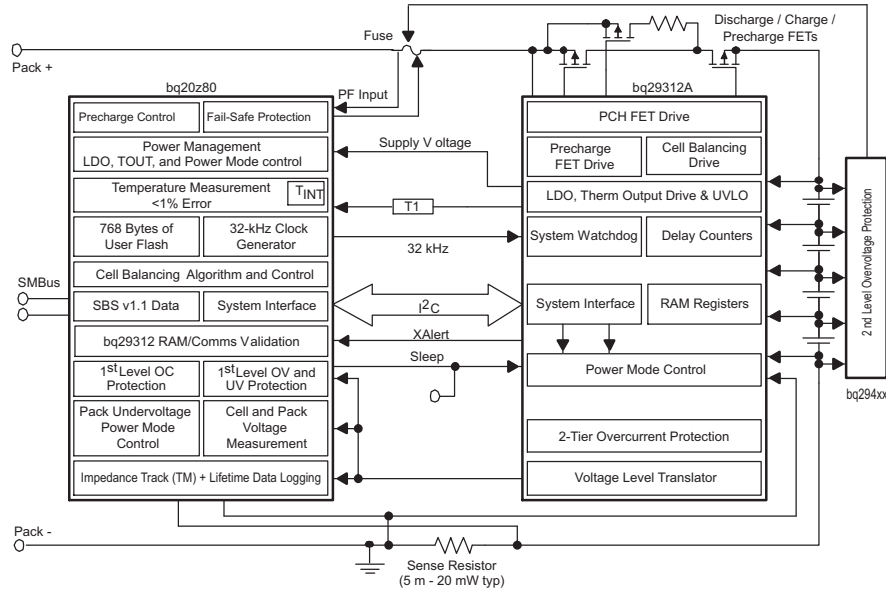 Discharge / Charge /
Precharge FETs
Fuse
Pack +
bq20z80
PF Input
bq29312A
Precharge Control
Fail-Safe Protection
PCH FET Drive
Power Management
LDO, TOUT, and Power Mode control
Supply V oltage
Precharge
FET Drive
Cell Balancing
Drive
Temperature Measurement
<1% Error
TINT
T1
LDO, Therm Output Drive & UVLO
768 Bytes of
User Flash
32-kHz Clock
Generator
32 kHz
System Watchdog
Delay Counters
2 nd Level Overvoltage Protection
Cell Balancing Algorithm and Control
SMBus
SBS v1.1 Data
System Interface
I2C
System Interface
RAM Registers
bq29312 RAM/Comms Validation
XAlert
Sleep
1st Level OC
Protection
1st Level OV and
UV Protection
Power Mode Control
bq294xx
Pack Undervoltage
Power Mode
Control
Cell and Pack
Voltage
Measurement
2-Tier Overcurrent Protection
Impedance Track (TM) + Lifetime Data Logging
Voltage Level Translator
Pack -
Sense Resistor
(5 m - 20 mW typ)